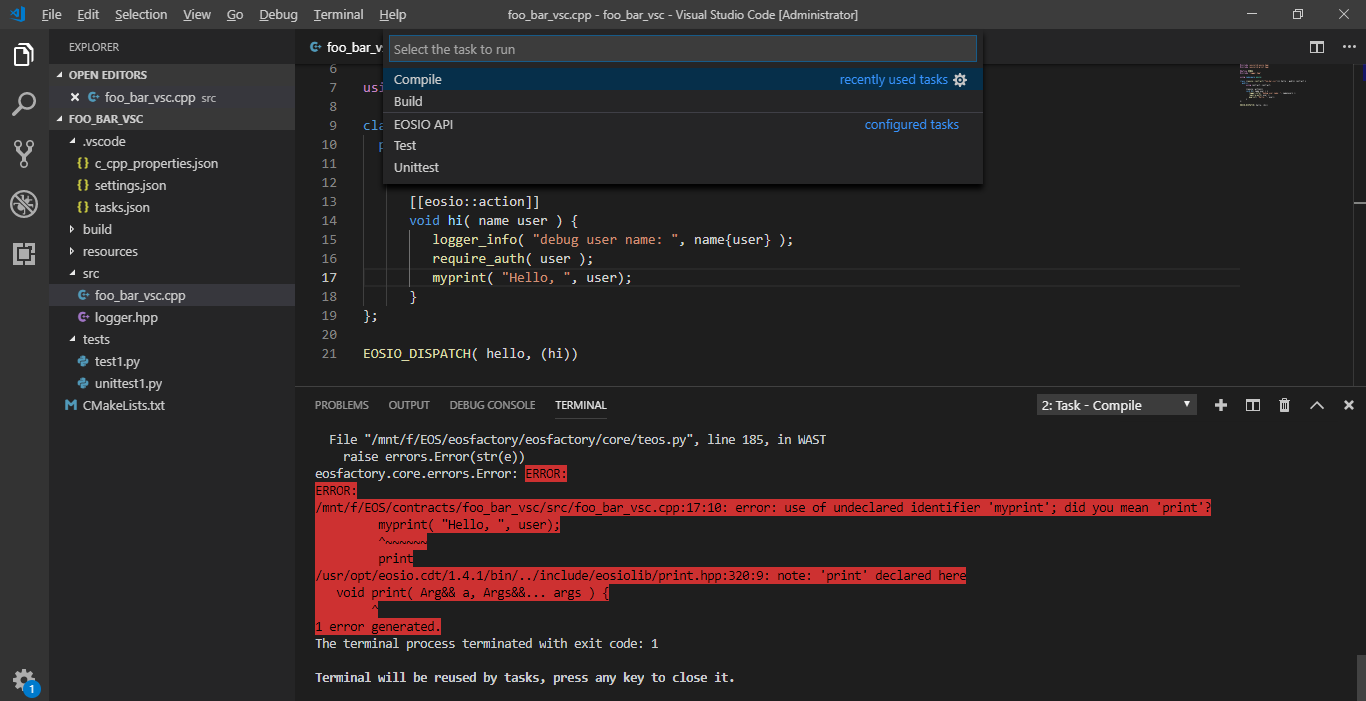 File Edit Selection View Go Debug Terminal Help foo_bar_vsc.cpp - foo_bar_vsc - Visual Studio Code [Administrator]
EXPLORER
OPEN EDITORS
foo_bar_vsc.cpp src
FOO_BAR_VSC
.vscode
{} c_cpp_properties.json
{} settings.json
{} tasks.json
build
resources
src
foo_bar_vsc.cpp
logger.hpp
tests
test1.py
unittest1.py
CMakeLists.txt
1
foo_bar_vs
Select the task to run
Compile recently used tasks
Build
EOSIO API configured tasks
Test
Unittest
6
7 usi
8
9 cla
10 p
11
12
13 [[eosio::action]]
14 void hi( name user ) {
15 logger_info( "debug user name: ", name{user} );
16 require_auth( user );
17 myprint( "Hello, ", user);
18 }
19 };
20
21 EOSIO_DISPATCH( hello, (hi))
PROBLEMS OUTPUT DEBUG CONSOLE TERMINAL 2: Task - Compile
File "/mnt/f/EOS/eosfactory/eosfactory/core/teos.py", line 185, in WAST
raise errors.Error(str(e))
eosfactory.core.errors.Error: ERROR:
ERROR:
/mnt/f/EOS/contracts/foo_bar_vsc/src/foo_bar_vsc.cpp:17:10: error: use of undeclared identifier 'myprint'; did you mean 'print'?
myprint( "Hello, ", user);
^~~~~~~
print
/usr/opt/eosio.cdt/1.4.1/bin/../include/eosiolib/print.hpp:320:9: note: 'print' declared here
void print( Arg&& a, Args&&... args ) {
^
1 error generated.
The terminal process terminated with exit code: 1
Terminal will be reused by tasks, press any key to close it.